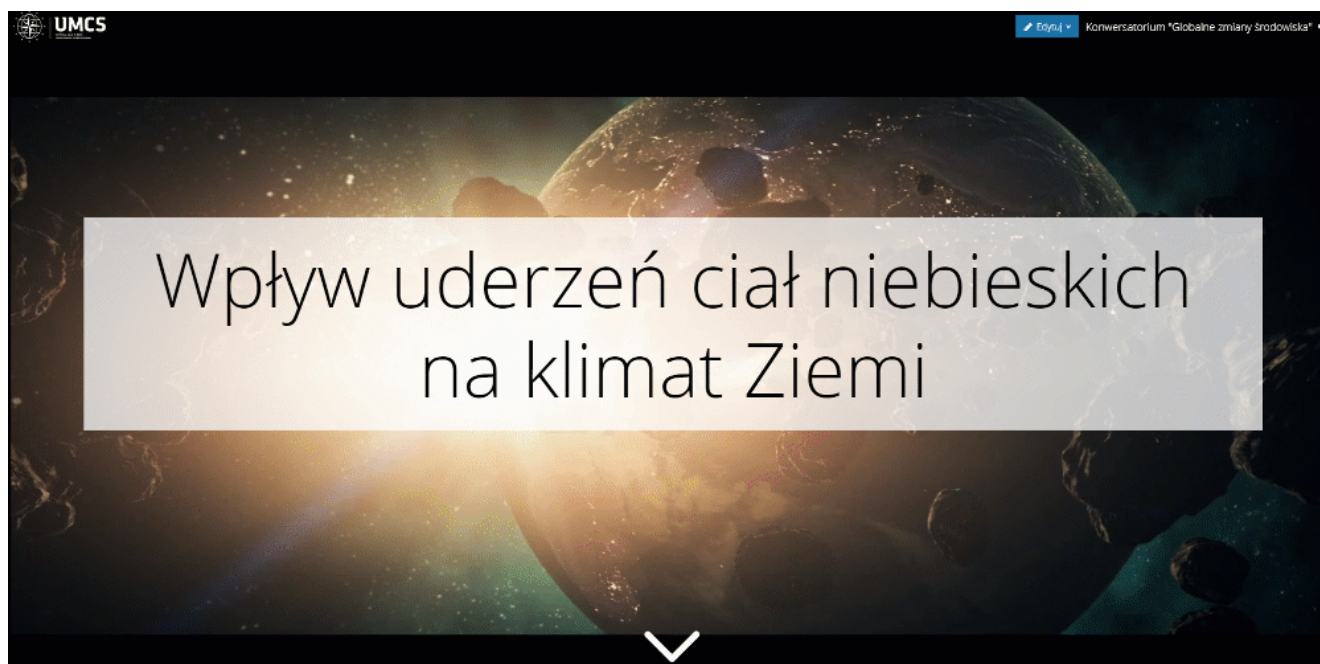 UMCS
Edytuj
Konwersatorium "Globalne zmiany środowiska"
Wpływ uderzeń ciał niebieskich
na klimat Ziemi